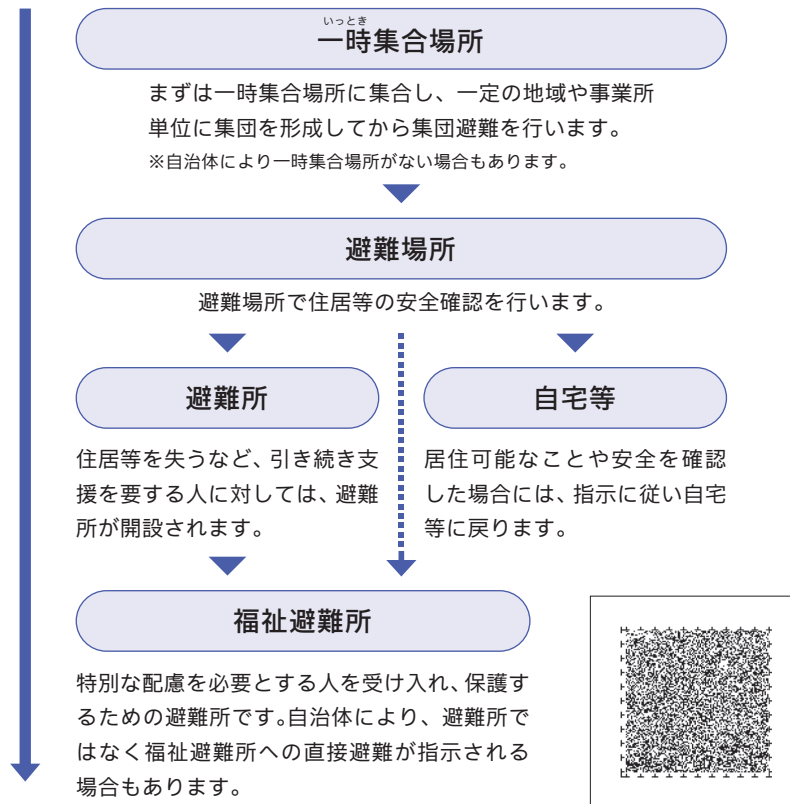 いっとき
一時集合場所
まずは一時集合場所に集合し、一定の地域や事業所
単位に集団を形成してから集団避難を行います。
※自治体により一時集合場所がない場合もあります。
避難場所
避難場所で住居等の安全確認を行います。
避難所
住居等を失うなど、引き続き支
援を要する人に対しては、避難
所が開設されます。
自宅等
居住可能なことや安全を確認
した場合には、指示に従い自宅
等に戻ります。
福祉避難所
特別な配慮を必要とする人を受け入れ、保護す
るための避難所です。自治体により、避難所で
はなく福祉避難所への直接避難が指示される
場合もあります。